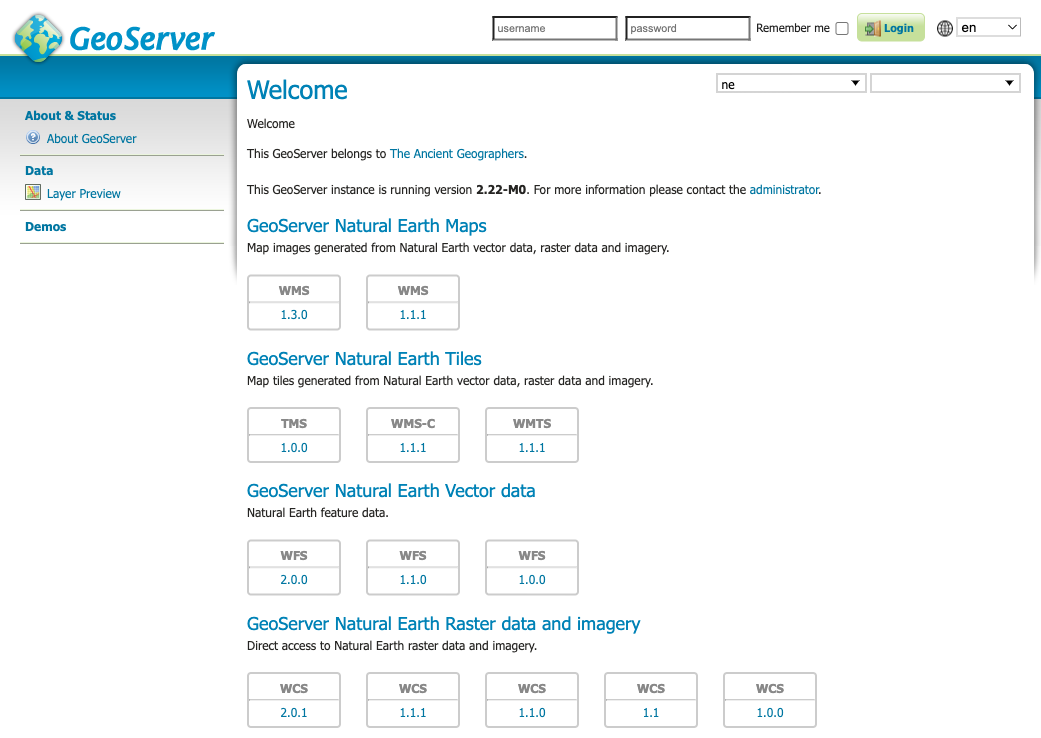 GeoServer
username
password
Remember me
Login
en
Welcome
ne
About & Status
About GeoServer
Data
Layer Preview
Demos
Welcome
This GeoServer belongs to The Ancient Geographers.
This GeoServer instance is running version 2.22-M0. For more information please contact the administrator.
GeoServer Natural Earth Maps
Map images generated from Natural Earth vector data, raster data and imagery.
WMS WMS
1.3.0 1.1.1
GeoServer Natural Earth Tiles
Map tiles generated from Natural Earth vector data, raster data and imagery.
TMS WMS-C WMTS
1.0.0 1.1.1 1.1.1
GeoServer Natural Earth Vector data
Natural Earth feature data.
WFS WFS WFS
2.0.0 1.1.0 1.0.0
GeoServer Natural Earth Raster data and imagery
Direct access to Natural Earth raster data and imagery.
WCS WCS WCS WCS WCS
2.0.1 1.1.1 1.1.0 1.1 1.0.0